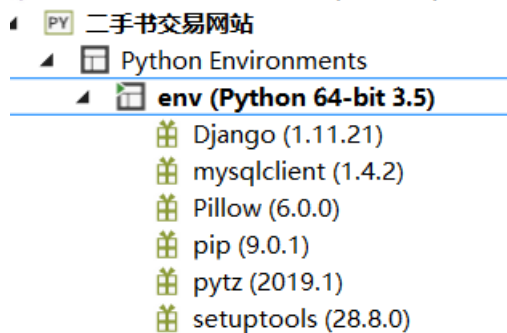 PY 二手书交易网站
Python Environments
env (Python 64-bit 3.5)
Django (1.11.21)
mysqlclient (1.4.2)
Pillow (6.0.0)
pip (9.0.1)
pytz (2019.1)
setuptools (28.8.0)